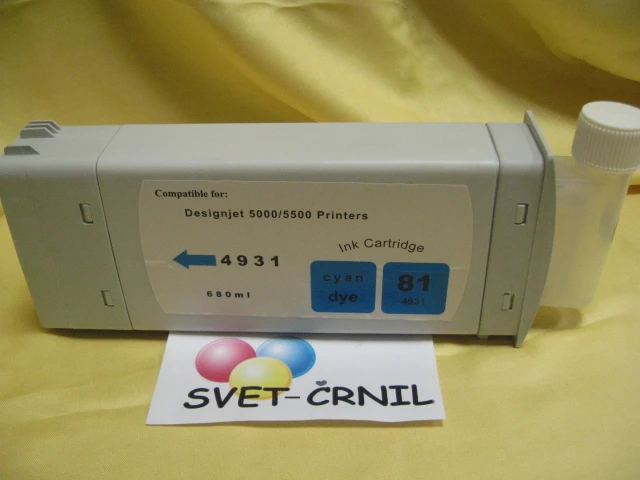 Compatible for:
Designjet 5000/5500 Printers
Ink Cartridge
4931
680ml
cyan
dye
81
4931
SVET-ČRNIL